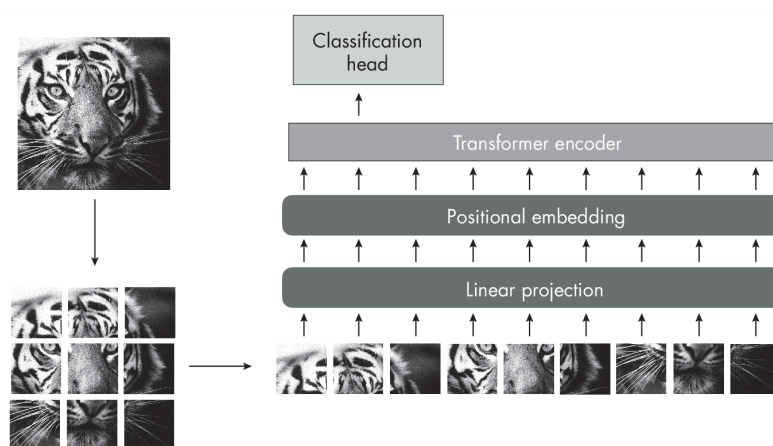 Classification
head
Transformer encoder
Positional embedding
Linear projection